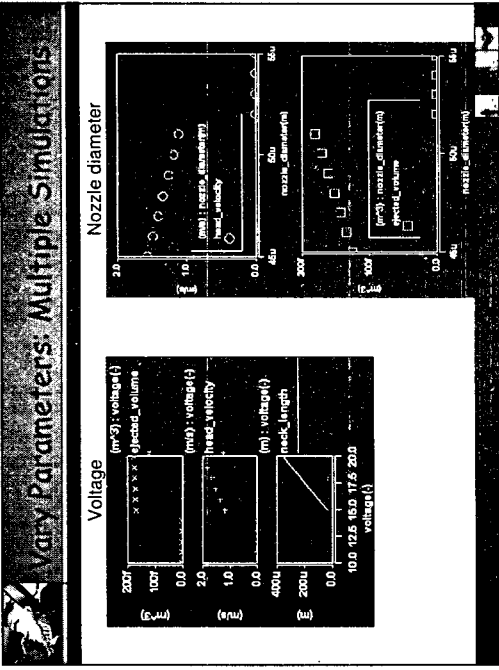 Vary Parameters: Multiple Simulations
Voltage
(m^3) : voltage(-)
ejected_volume
200f
100f
0.0
(m^3)
(m/s) : voltage(-)
head_velocity
2.0
1.0
0.0
(m/s)
(m) : voltage(-)
neck_length
400u
200u
0.0
(m)
10.0 12.5 15.0 17.5 20.0
voltage(-)
Nozzle diameter
2.0
1.0
0.0
(m/s)
(m/s) : nozzle_diameter(m)
head_velocity
45u
50u
55u
nozzle_diameter(m)
200f
100f
0.0
(m^3)
(m^3) : nozzle_diameter(m)
ejected_volume
45u
50u
55u
nozzle_diameter(m)